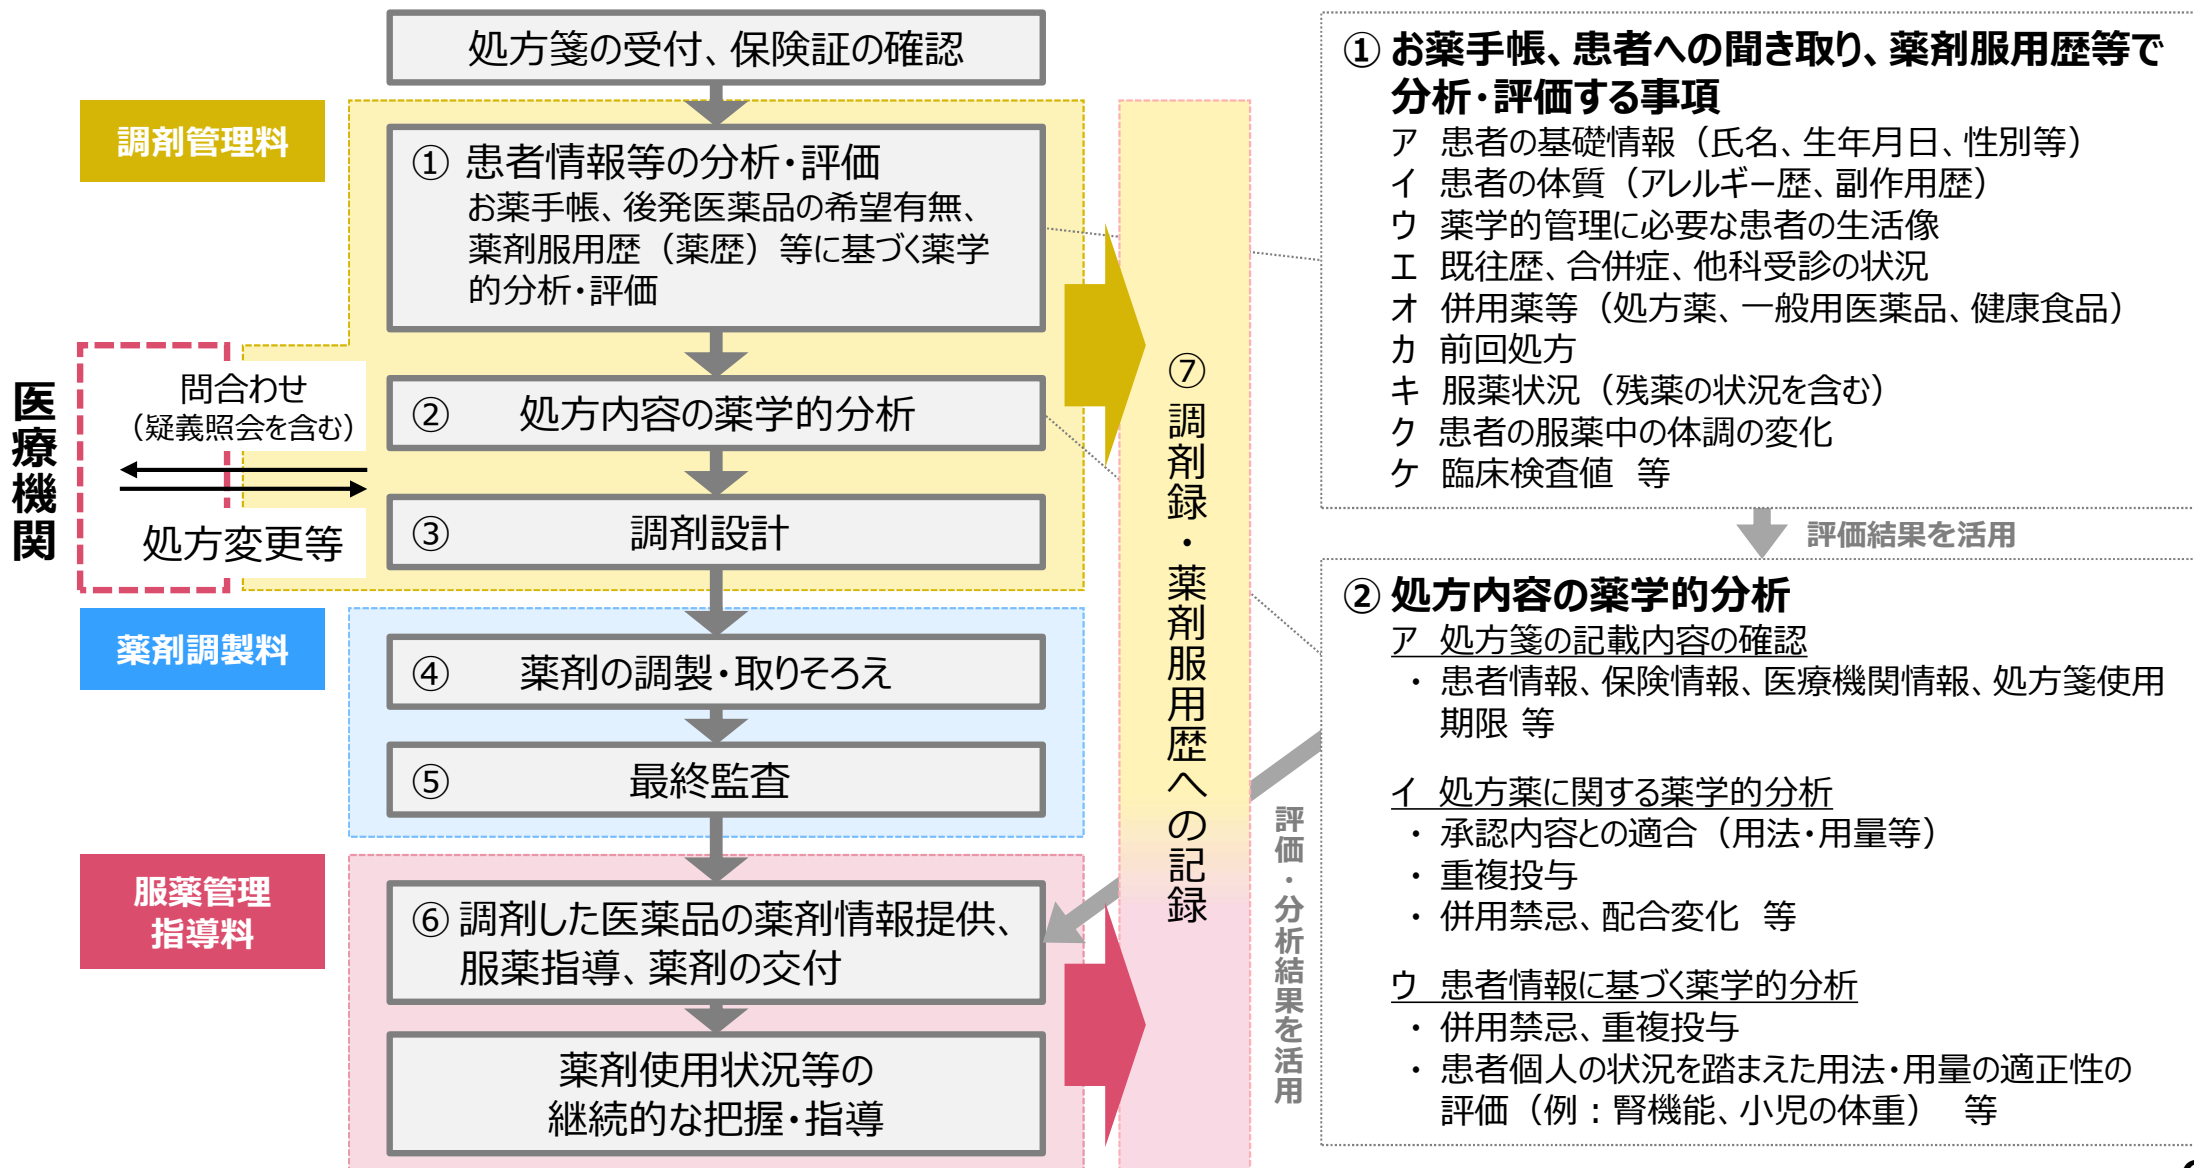 処方箋の受付、保険証の確認
調剤管理料
① 患者情報等の分析・評価
お薬手帳、後発医薬品の希望有無、
薬剤服用歴（薬歴）等に基づく薬学
的分析・評価
医療機関
問合わせ
（疑義照会を含む）
処方変更等
② 処方内容の薬学的分析
③ 調剤設計
薬剤調製料
④ 薬剤の調製・取りそろえ
⑤ 最終監査
服薬管理
指導料
⑥ 調剤した医薬品の薬剤情報提供、
服薬指導、薬剤の交付
薬剤使用状況等の
継続的な把握・指導
⑦調剤録・薬剤服用歴への記録
① お薬手帳、患者への聞き取り、薬剤服用歴等で
分析・評価する事項
ア 患者の基礎情報（氏名、生年月日、性別等）
イ 患者の体質（アレルギー歴、副作用歴）
ウ 薬学的管理に必要な患者の生活像
エ 既往歴、合併症、他科受診の状況
オ 併用薬等（処方薬、一般用医薬品、健康食品）
カ 前回処方
キ 服薬状況（残薬の状況を含む）
ク 患者の服薬中の体調の変化
ケ 臨床検査値 等
評価結果を活用
② 処方内容の薬学的分析
ア 処方箋の記載内容の確認
・ 患者情報、保険情報、医療機関情報、処方箋使用
期限 等
イ 処方薬に関する薬学的分析
・ 承認内容との適合（用法・用量等）
・ 重複投与
・ 併用禁忌、配合変化 等
ウ 患者情報に基づく薬学的分析
・ 併用禁忌、重複投与
・ 患者個人の状況を踏まえた用法・用量の適正性の
評価（例：腎機能、小児の体重） 等
評価・分析結果を活用